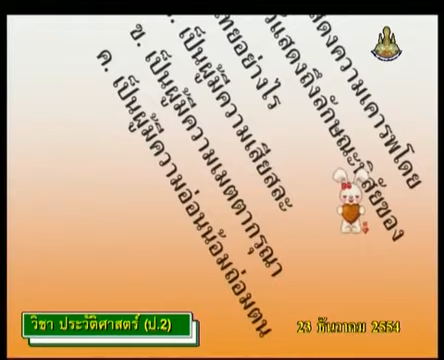 สดงความเคารพโดย
วแสดงถึงลักษณะนิสัยของ
ทยอย่างไร
. เป็นผู้มีความเสียสละ
ข. เป็นผู้มีความเมตตากรุณา
ค. เป็นผู้มีความอ่อนน้อมถ่อมตน
วิชา ประวัติศาสตร์ (ป.2)
23 ธันวาคม 2554